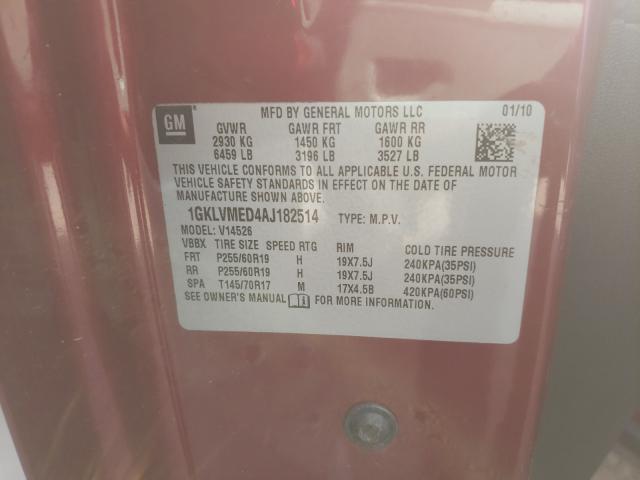 GM
MFD BY GENERAL MOTORS LLC 01/10
GVWR GAWR FRT GAWR RR
2930 KG 1450 KG 1600 KG
6459 LB 3196 LB 3527 LB
THIS VEHICLE CONFORMS TO ALL APPLICABLE U.S. FEDERAL MOTOR
VEHICLE SAFETY STANDARDS IN EFFECT ON THE DATE OF
MANUFACTURE SHOWN ABOVE.
1GKLVMED4AJ182514 TYPE: M.P.V.
MODEL: V14526
VBBX TIRE SIZE SPEED RTG RIM COLD TIRE PRESSURE
FRT P255/60R19 H 19X7.5J 240KPA(35PSI)
RR P255/60R19 H 19X7.5J 240KPA(35PSI)
SPA T145/70R17 M 17X4.5B 420KPA(60PSI)
SEE OWNER'S MANUAL FOR MORE INFORMATION.